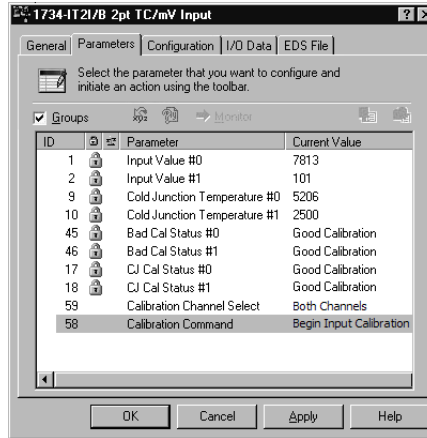 1734-IT2I/B 2pt TC/mV Input
General Parameters Configuration I/O Data EDS File
Select the parameter that you want to configure and
initiate an action using the toolbar.
Groups Monitor
ID Parameter Current Value
1 Input Value #0 7813
2 Input Value #1 101
9 Cold Junction Temperature #0 5206
10 Cold Junction Temperature #1 2500
45 Bad Cal Status #0 Good Calibration
46 Bad Cal Status #1 Good Calibration
17 CJ Cal Status #0 Good Calibration
18 CJ Cal Status #1 Good Calibration
59 Calibration Channel Select Both Channels
58 Calibration Command Begin Input Calibration
OK Cancel Apply Help